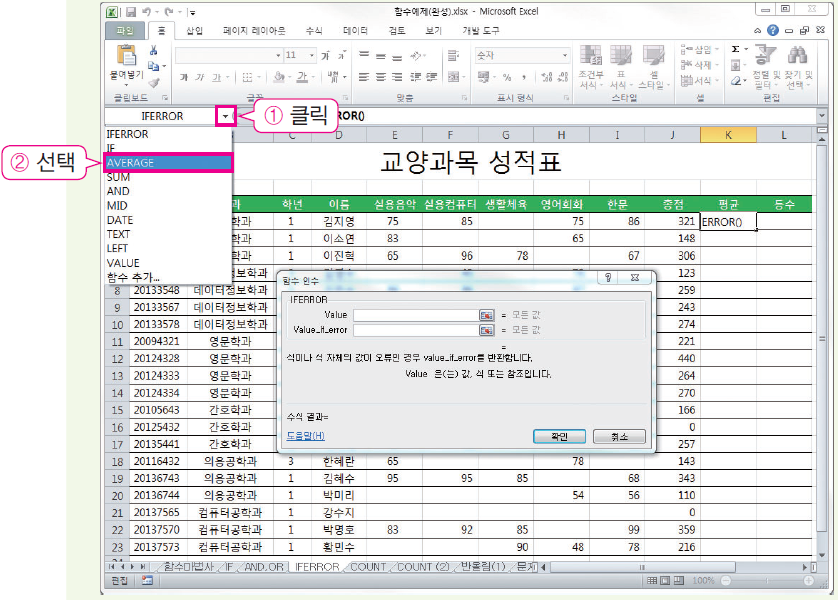 함수예제(완성).xlsx - Microsoft Excel
파일 홈 삽입 페이지 레이아웃 수식 데이터 검토 보기 개발 도구
붙여넣기
11
가 가 가
숫자
조건부 서식 표 서식 셀 스타일
삽입
삭제
서식
정렬 및 필터 찾기 및 선택
클립보드 글꼴 맞춤 표시 형식 스타일 셀 편집
IFERROR
① 클릭
ROR()
② 선택
IFERROR
IF
AVERAGE
SUM
AND
MID
DATE
TEXT
LEFT
VALUE
함수 추가...
C D E F G H I J K L
교양과목 성적표
과 학년 이름 실용음악 실용컴퓨터 생활체육 영어회화 한문 총점 평균 등수
학과 1 김지영 75 85 75 86 321 ERROR()
학과 1 이소연 83 65 148
학과 1 이진학 65 96 78 67 306
보학과 123
8 20133548 데이터정보학과 259
9 20133567 데이터정보학과 243
10 20133578 데이터정보학과 274
11 20094321 영문학과 221
12 20124328 영문학과 440
13 20124333 영문학과 264
14 20124334 영문학과 270
15 20105643 간호학과 166
16 20125432 간호학과 0
17 20135441 간호학과 257
18 20116432 의용공학과 3 한혜란 65 78 143
19 20136743 의용공학과 1 김혜수 95 95 85 68 343
20 20136744 의용공학과 1 박미리 54 56 110
21 20137565 컴퓨터공학과 1 강수지 0
22 20137570 컴퓨터공학과 1 박명호 83 92 85 99 359
23 20137573 컴퓨터공학과 1 황민수 90 48 78 216
함수 인수
IFERROR
Value = 모든 값
Value_if_error = 모든 값
=
식이나 식 자체의 값이 오류인 경우 value_if_error를 반환합니다.
Value 은(는) 값, 식 또는 참조입니다.
수식 결과=
도움말(H)
확인 취소
함수마법사 IF AND,OR IFERROR COUNT COUNT (2) 반올림(1) 문자
편집
100%